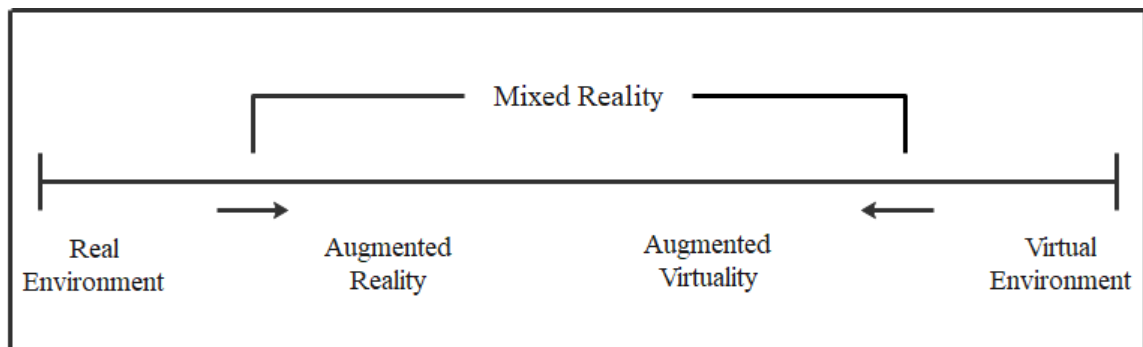 Mixed Reality
Real
Environment
Augmented
Reality
Augmented
Virtuality
Virtual
Environment